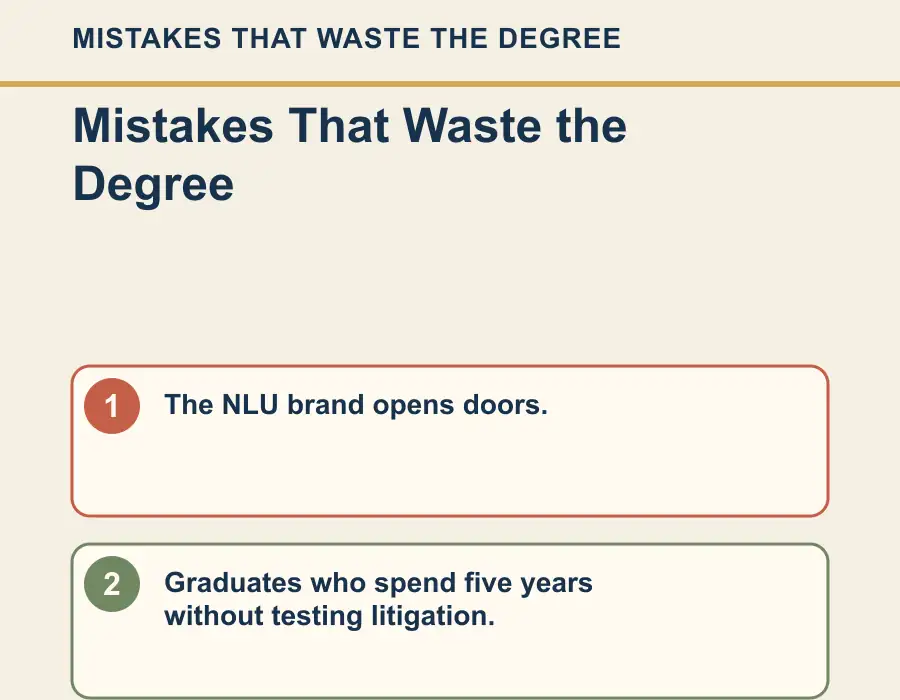 MISTAKES THAT WASTE THE DEGREE
Mistakes That Waste the
Degree
1
The NLU brand opens doors.
2
Graduates who spend five years
without testing litigation.